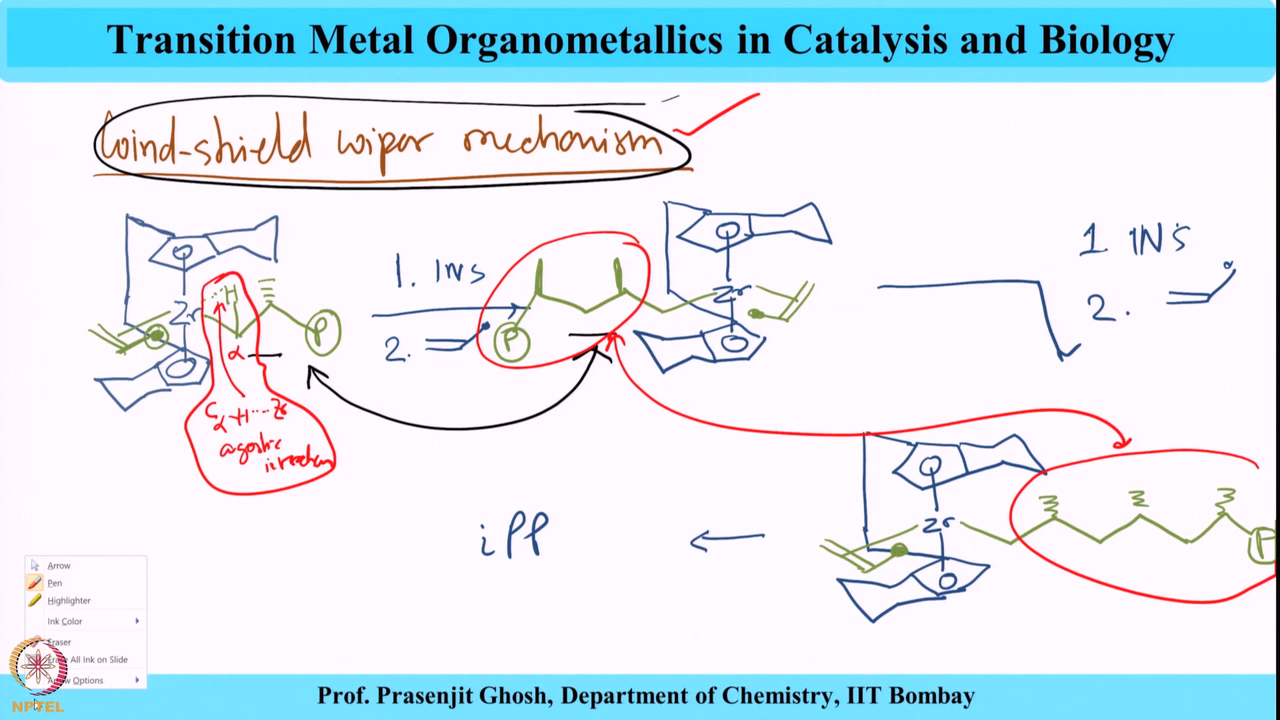 Transition Metal Organometallics in Catalysis and Biology
Wind-shield wiper mechanism
1. INS
2.
1. INS
2.
Zr
H
P
α
Cα-H....Zr
agostic
interaction
P
Zr
Zr
P
iPP
Arrow
Pen
Highlighter
Ink Color
Eraser
Erase All Ink on Slide
Arrow Options
NPTEL
Prof. Prasenjit Ghosh, Department of Chemistry, IIT Bombay